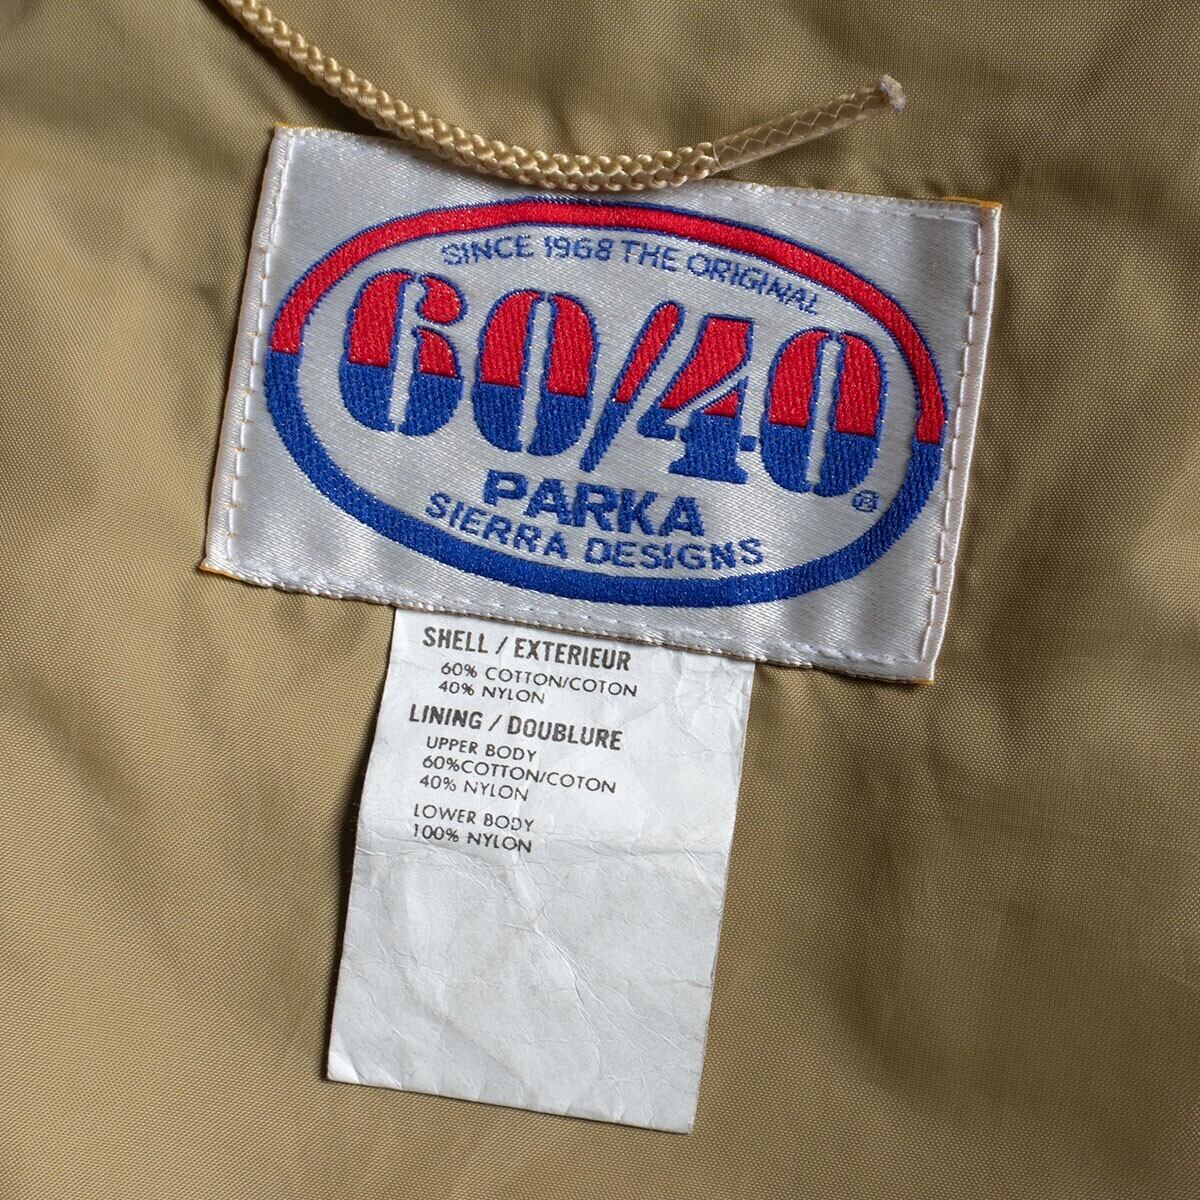 SINCE 1968 THE ORIGINAL
60/40®
PARKA
SIERRA DESIGNS
SHELL / EXTERIEUR
60% COTTON/COTON
40% NYLON
LINING / DOUBLURE
UPPER BODY
60%COTTON/COTON
40% NYLON
LOWER BODY
100% NYLON